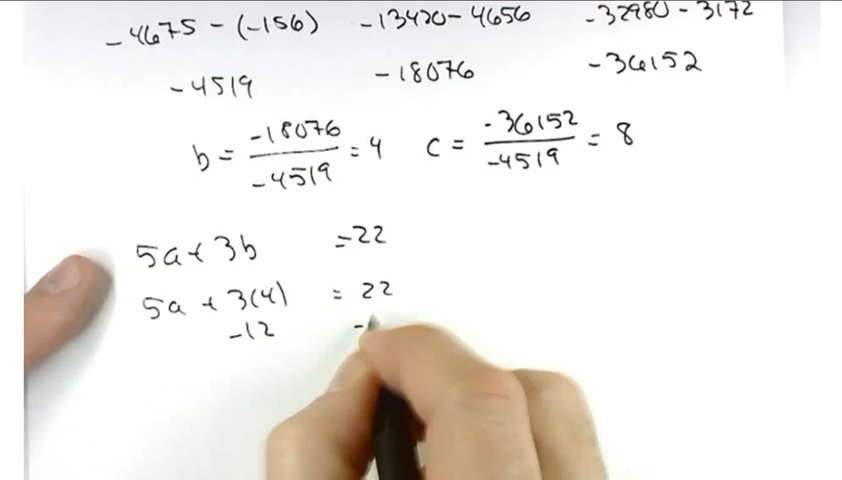 -4675 - (-156) -13420 - 4656 -32980 - 3172
-4519 -18076 -36152
b = -18076 / -4519 = 4 c = -36152 / -4519 = 8
5a + 3b = 22
5a + 3(4) = 22
-12 -